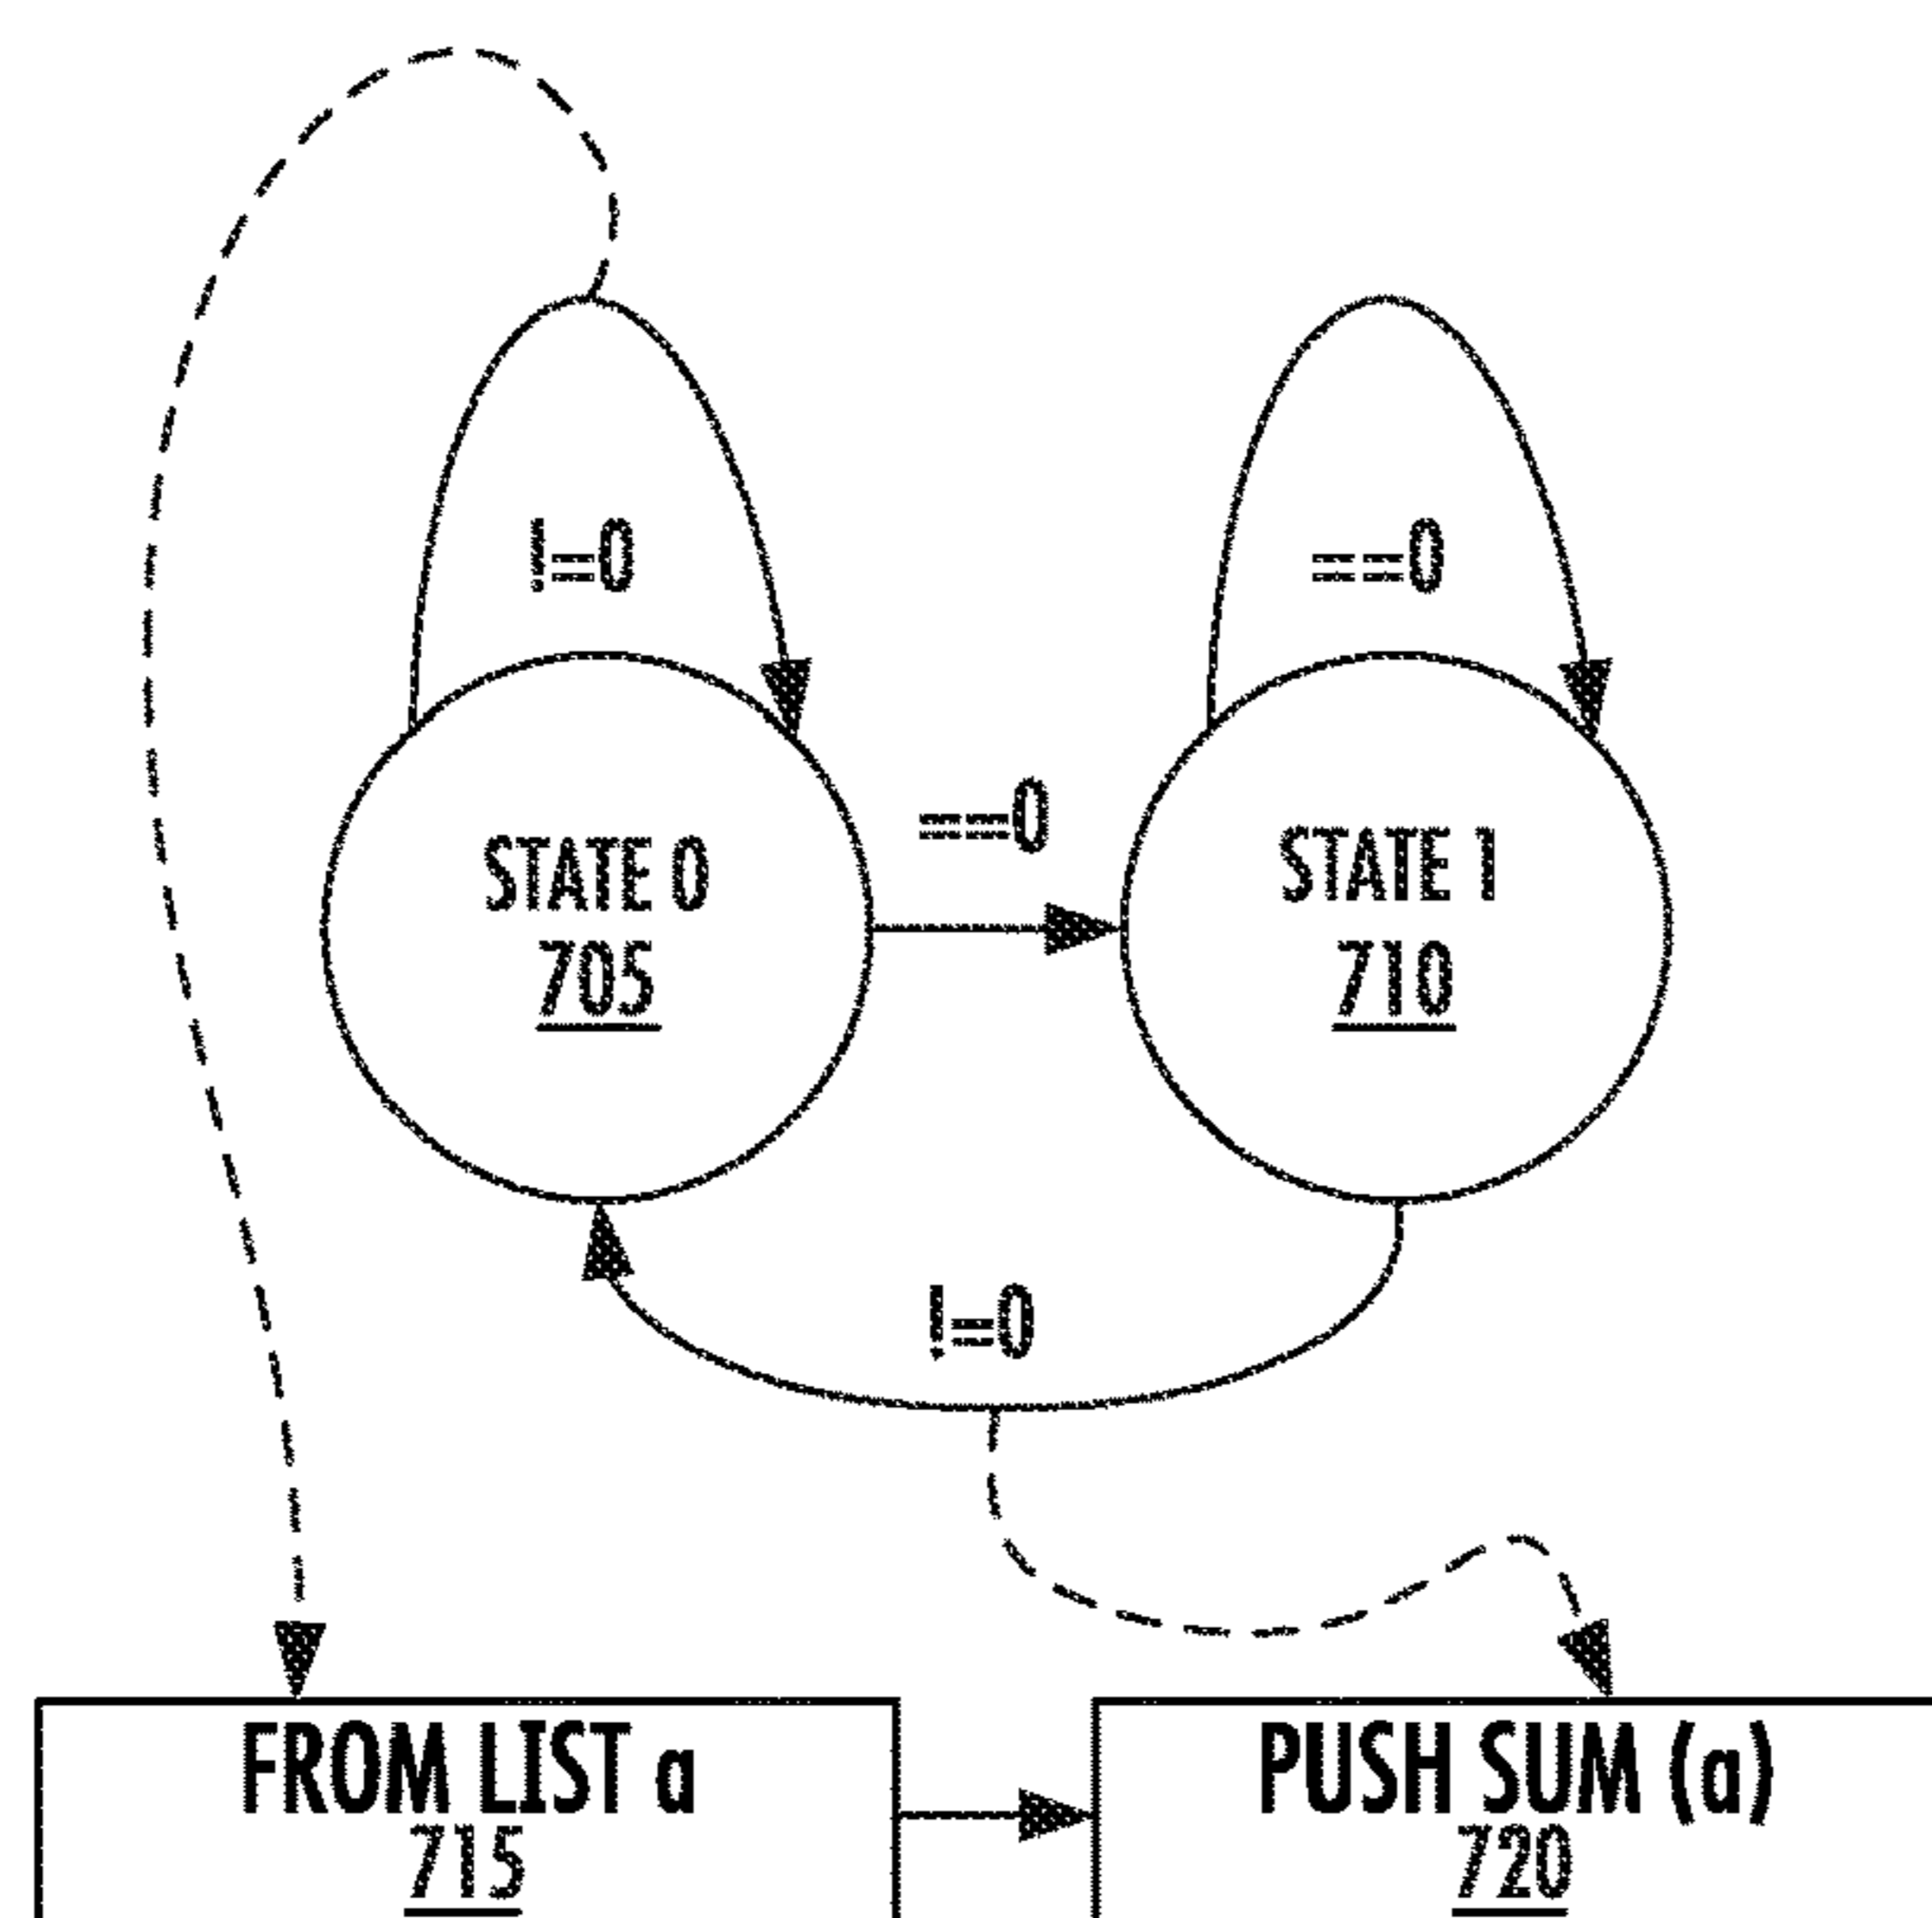 !=0
==0
==0
STATE 0
705
STATE 1
710
!=0
FROM LIST a
715
PUSH SUM (a)
720